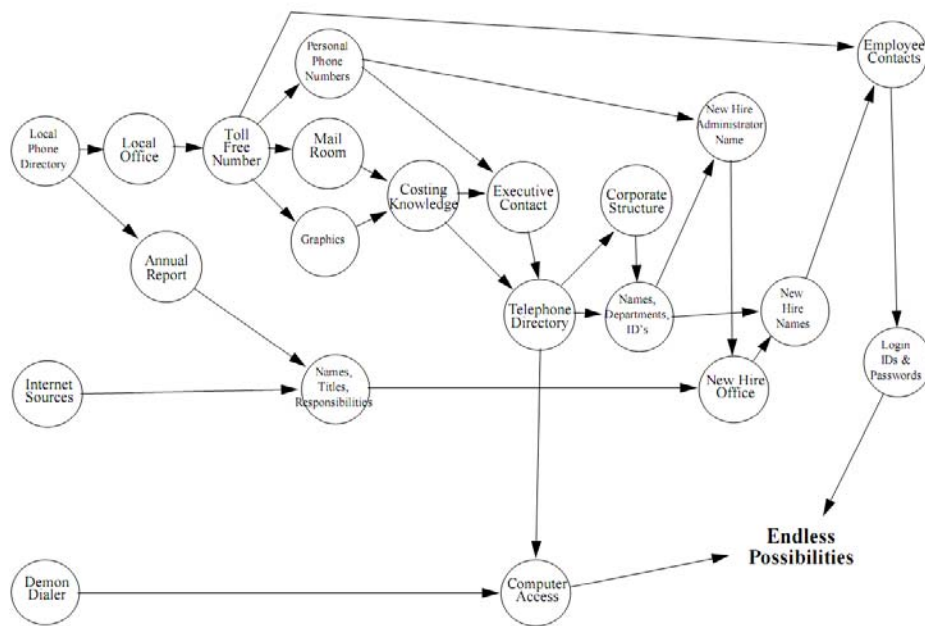 Personal
Phone
Numbers
Employee
Contacts
Local
Phone
Directory
Local
Office
Toll
Free
Number
Mail
Room
New Hire
Administrator
Name
Costing
Knowledge
Executive
Contact
Corporate
Structure
Graphics
Annual
Report
Telephone
Directory
Names,
Departments,
ID's
New
Hire
Names
Internet
Sources
Names,
Titles,
Responsibilities
New Hire
Office
Login
IDs &
Passwords
Endless
Possibilities
Demon
Dialer
Computer
Access